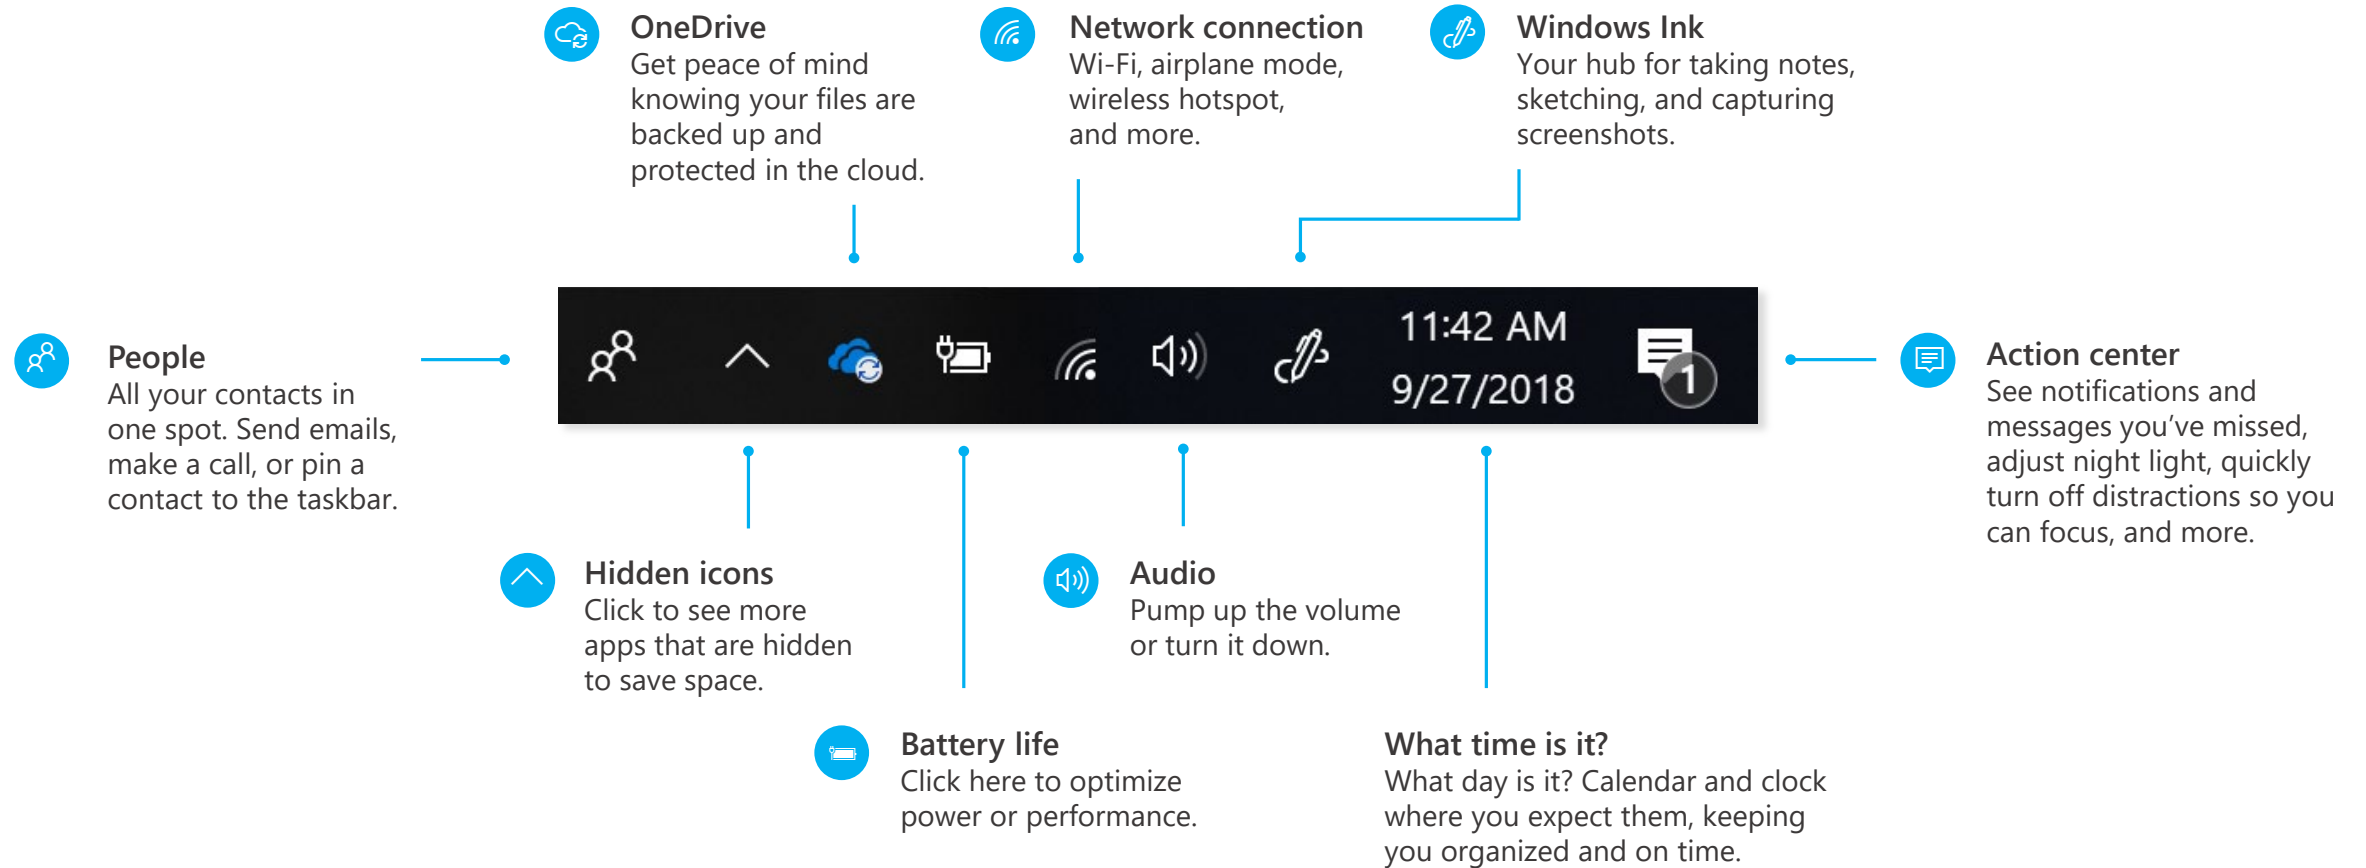 OneDrive
Get peace of mind
knowing your files are
backed up and
protected in the cloud.
Network connection
Wi-Fi, airplane mode,
wireless hotspot,
and more.
Windows Ink
Your hub for taking notes,
sketching, and capturing
screenshots.
People
All your contacts in
one spot. Send emails,
make a call, or pin a
contact to the taskbar.
11:42 AM
9/27/2018
1
Action center
See notifications and
messages you’ve missed,
adjust night light, quickly
turn off distractions so you
can focus, and more.
Hidden icons
Click to see more
apps that are hidden
to save space.
Audio
Pump up the volume
or turn it down.
Battery life
Click here to optimize
power or performance.
What time is it?
What day is it? Calendar and clock
where you expect them, keeping
you organized and on time.